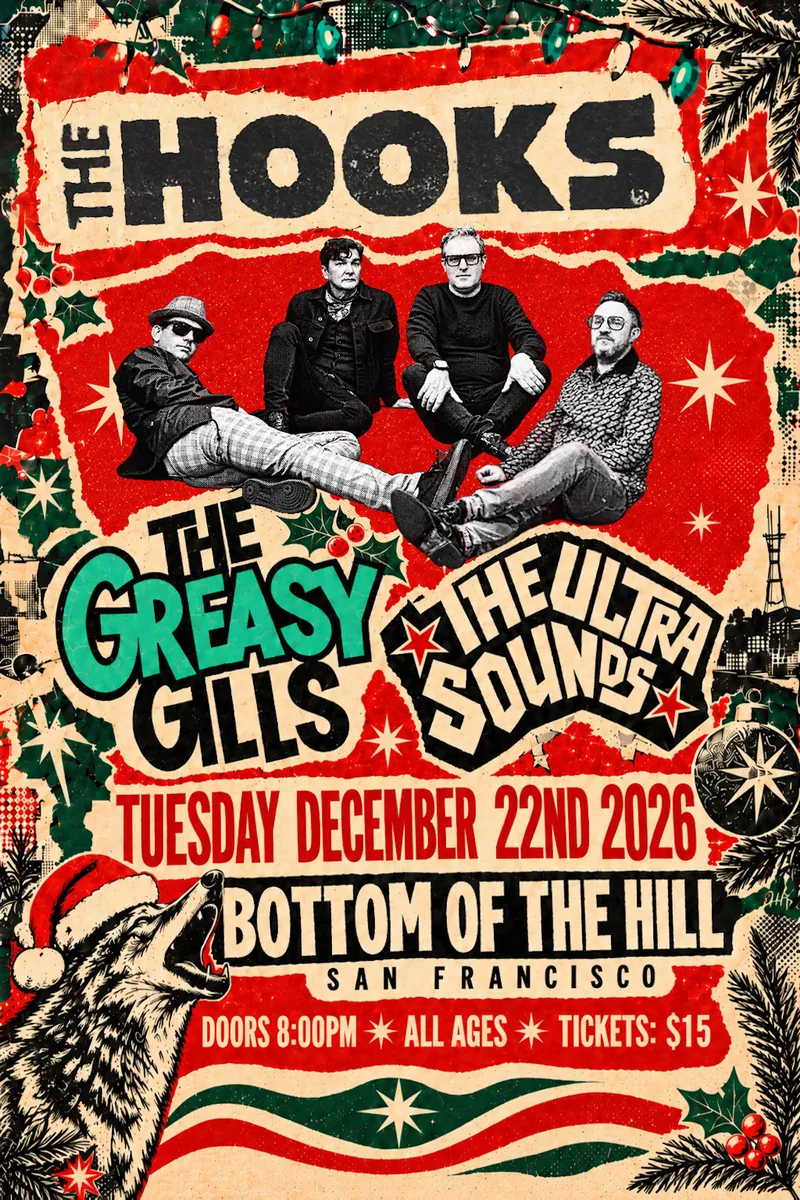 THE HOOKS
THE
GREASY
GILLS
THE ULTRA
SOUNDS
TUESDAY DECEMBER 22ND 2026
BOTTOM OF THE HILL
SAN FRANCISCO
DOORS 8:00PM ✴ ALL AGES ✴ TICKETS: $15